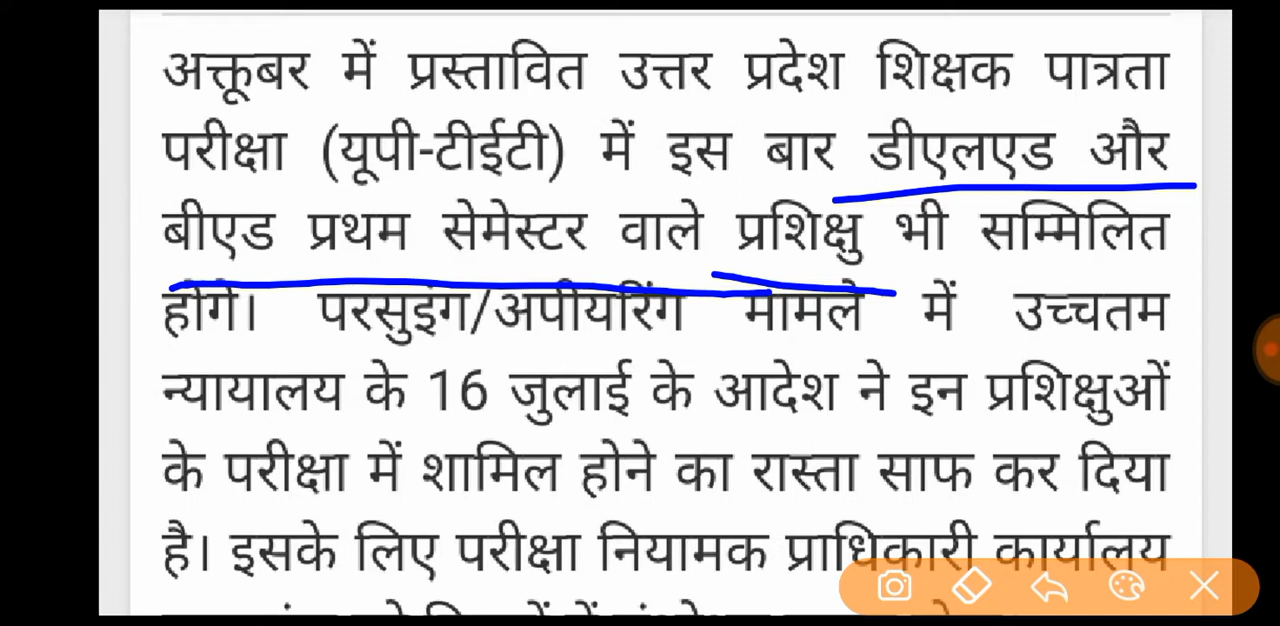 अक्तूबर में प्रस्तावित उत्तर प्रदेश शिक्षक पात्रता
परीक्षा (यूपी-टीईटी) में इस बार डीएलएड और
बीएड प्रथम सेमेस्टर वाले प्रशिक्षु भी सम्मिलित
होंगे। परसुइंग/अपीयरिंग मामले में उच्चतम
न्यायालय के 16 जुलाई के आदेश ने इन प्रशिक्षुओं
के परीक्षा में शामिल होने का रास्ता साफ कर दिया
है। इसके लिए परीक्षा नियामक प्राधिकारी कार्यालय